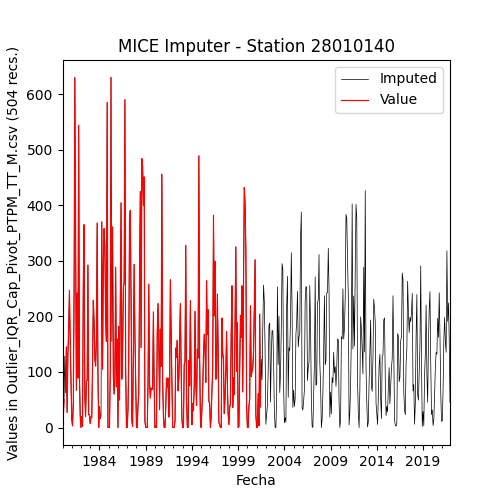 MICE Imputer - Station 28010140
Values in Outlier_IQR_Cap_Pivot_PTPM_TT_M.csv (504 recs.)
600
500
400
300
200
100
0
Imputed
Value
1984 1989 1994 1999 2004 2009 2014 2019
Fecha